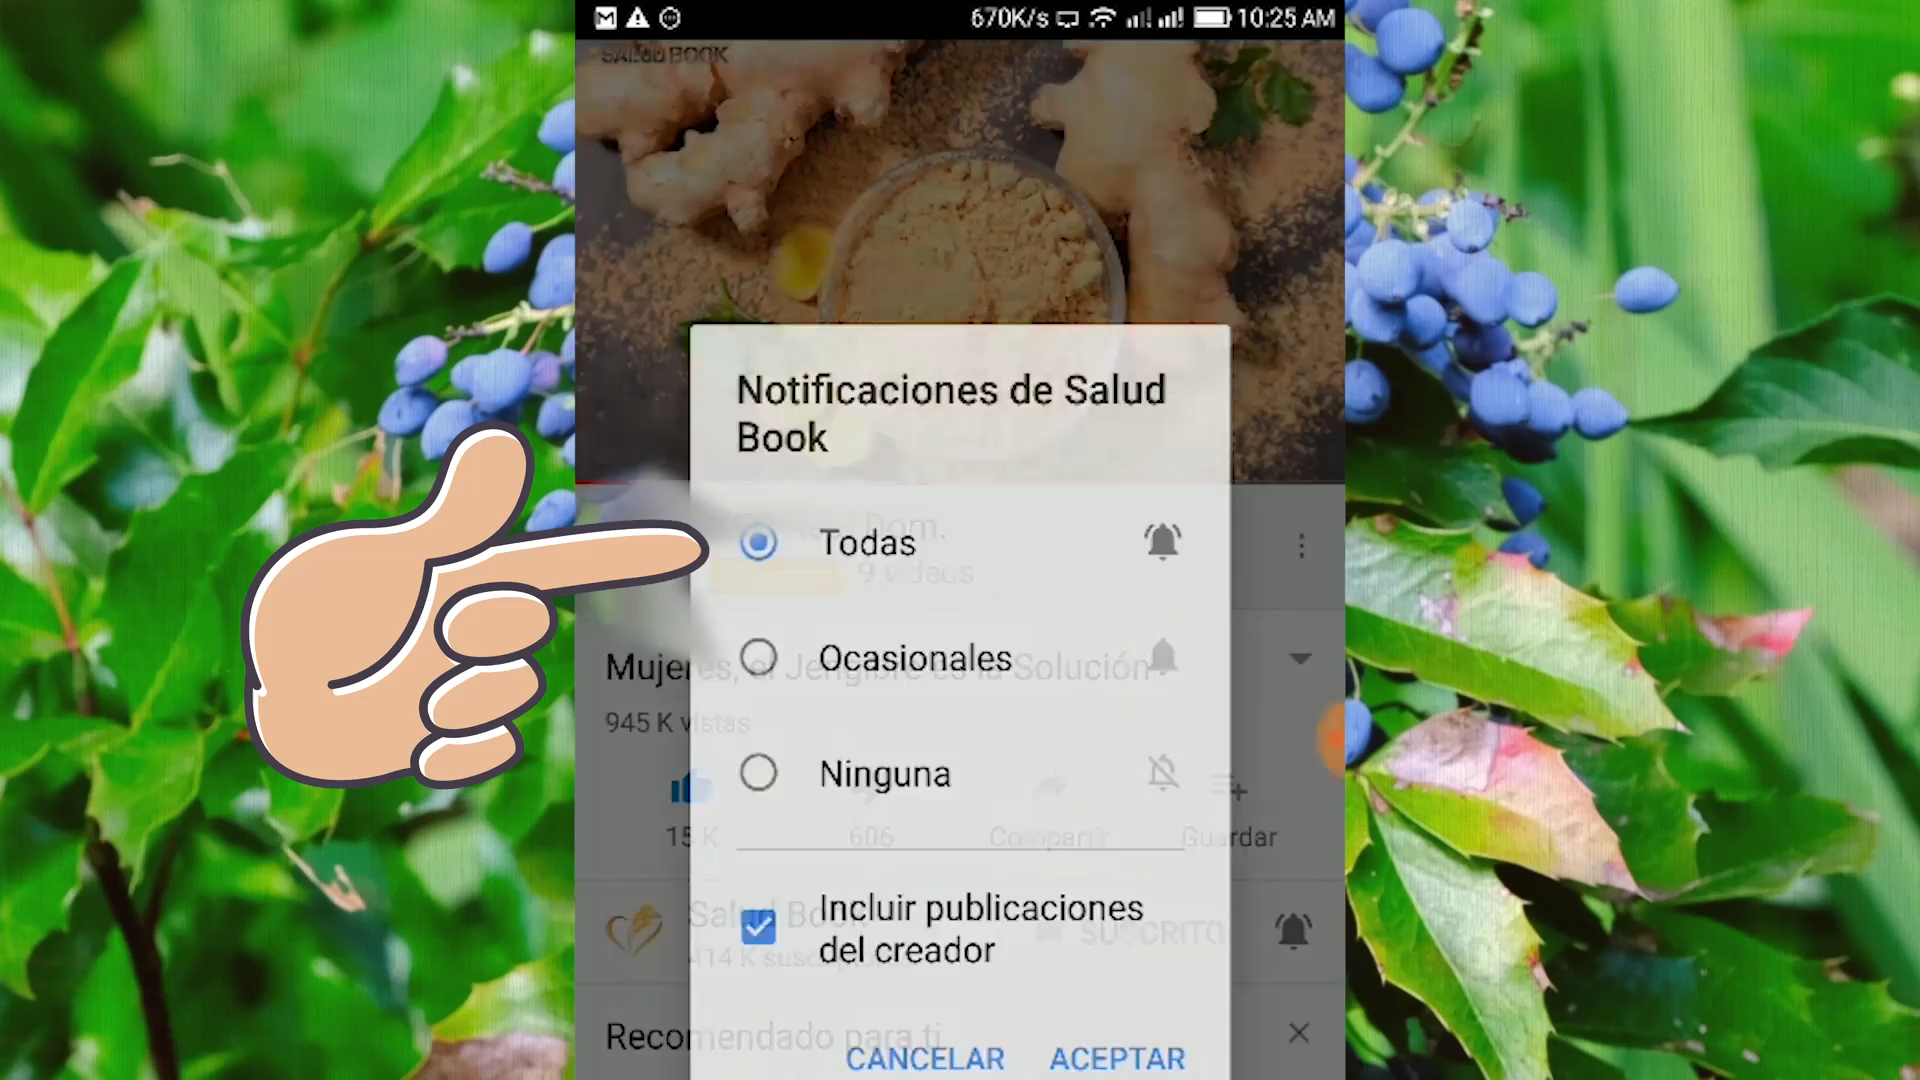 670K/s 10:25 AM
SALUD BOOK
Notificaciones de Salud
Book
Todas
9 videos
Ocasionales
Mujeres, el Jengibre es la Solución
945 K vistas
Ninguna
15 K 606 Compartir Guardar
Incluir publicaciones
del creador
Salud Book
SUSCRITO
414 K
Recomendado para ti
CANCELAR ACEPTAR